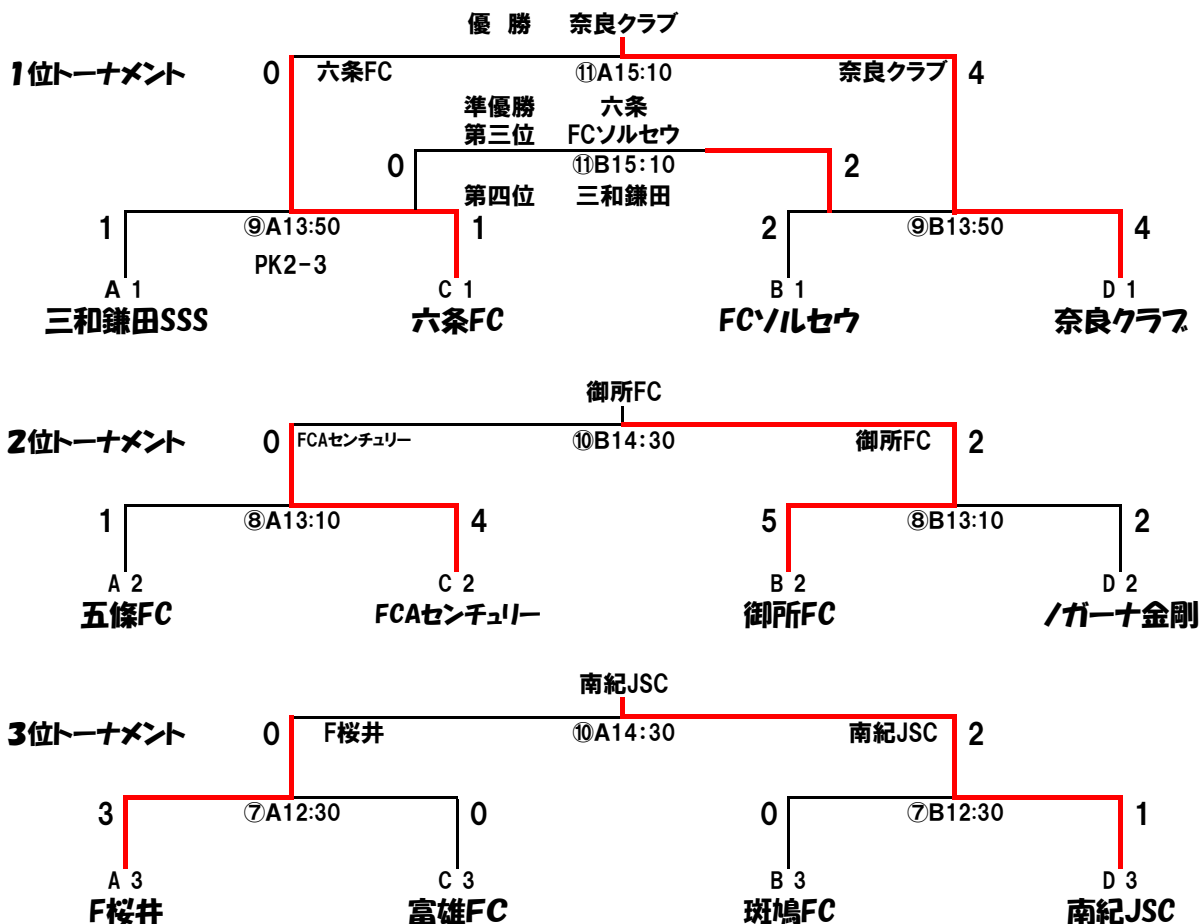 優 勝 奈良クラブ
1位トーナメント 0 六条FC ⑪A15:10 奈良クラブ 4
準優勝 六条
第三位 FCソルセウ
0 ⑪B15:10 2
第四位 三和鎌田
1 ⑨A13:50 1 2 ⑨B13:50 4
PK2-3
A 1 C 1 B 1 D 1
三和鎌田SSS 六条FC FCソルセウ 奈良クラブ
御所FC
2位トーナメント 0 FCAセンチュリー ⑩B14:30 御所FC 2
1 ⑧A13:10 4 5 ⑧B13:10 2
A 2 C 2 B 2 D 2
五條FC FCAセンチュリー 御所FC ノガーナ金剛
南紀JSC
3位トーナメント 0 F桜井 ⑩A14:30 南紀JSC 2
3 ⑦A12:30 0 0 ⑦B12:30 1
A 3 C 3 B 3 D 3
F桜井 富雄FC 斑鳩FC 南紀JSC